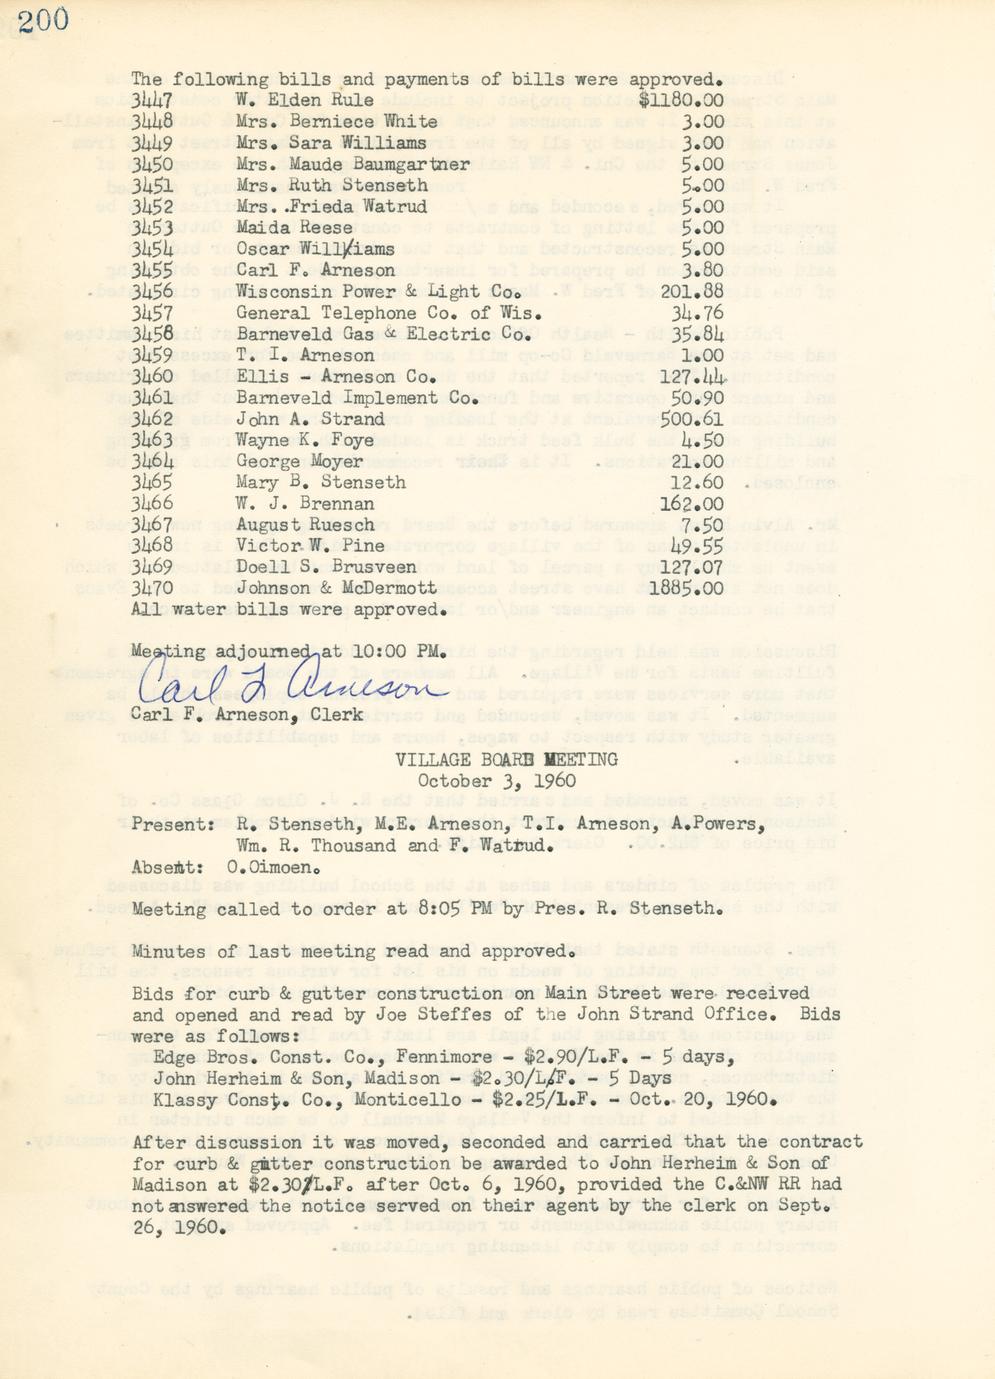 200
The following bills and payments of bills were approved.
3447 W. Elden Rule $1180.00
3448 Mrs. Berniece White 3.00
3449 Mrs. Sara Williams 3.00
3450 Mrs. Maude Baumgartner 5.00
3451 Mrs. Ruth Stenseth 5.00
3452 Mrs. .Frieda Watrud 5.00
3453 Maida Reese 5.00
3454 Oscar Will/iams 5.00
3455 Carl F. Arneson 3.80
3456 Wisconsin Power & Light Co. 201.88
3457 General Telephone Co. of Wis. 34.76
3458 Barneveld Gas & Electric Co. 35.84
3459 T. I. Arneson 1.00
3460 Ellis - Arneson Co. 127.44
3461 Barneveld Implement Co. 50.90
3462 John A. Strand 500.61
3463 Wayne K. Foye 4.50
3464 George Moyer 21.00
3465 Mary B. Stenseth 12.60
3466 W. J. Brennan 162.00
3467 August Ruesch 7.50
3468 Victor W. Pine 49.55
3469 Doell S. Brusveen 127.07
3470 Johnson & McDermott 1885.00
All water bills were approved.
Meeting adjourned at 10:00 PM.
Carl F Arneson
Carl F. Arneson, Clerk
VILLAGE BOARD MEETING
October 3, 1960
Present: R. Stenseth, M.E. Arneson, T.I. Arneson, A.Powers,
Wm. R. Thousand and F. Watrud.
Absent: O.Oimoen.
Meeting called to order at 8:05 PM by Pres. R. Stenseth.
Minutes of last meeting read and approved.
Bids for curb & gutter construction on Main Street were received
and opened and read by Joe Steffes of the John Strand Office. Bids
were as follows:
Edge Bros. Const. Co., Fennimore - $2.90/L.F. - 5 days,
John Herheim & Son, Madison - $2.30/L/F. - 5 Days
Klassy Const. Co., Monticello - $2.25/L.F. - Oct. 20, 1960.
After discussion it was moved, seconded and carried that the contract
for curb & gutter construction be awarded to John Herheim & Son of
Madison at $2.30/L.F. after Oct. 6, 1960, provided the C.&NW RR had
not answered the notice served on their agent by the clerk on Sept.
26, 1960.